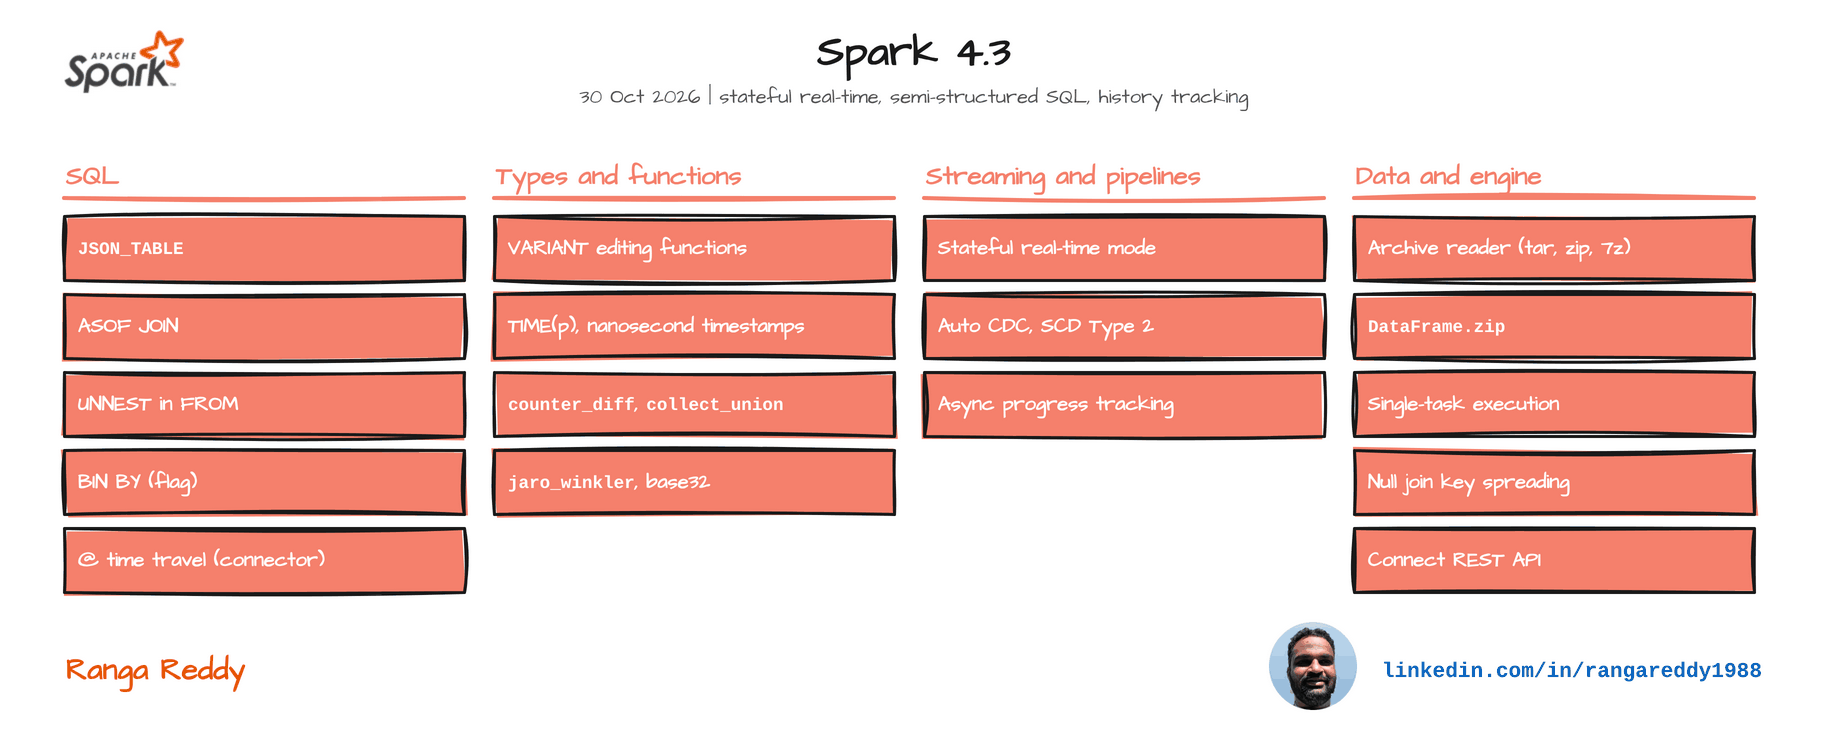 APACHE
Spark™
Spark 4.3
30 Oct 2026 | stateful real-time, semi-structured SQL, history tracking
SQL
JSON_TABLE
ASOF JOIN
UNNEST in FROM
BIN BY (flag)
@ time travel (connector)
Types and functions
VARIANT editing functions
TIME(p), nanosecond timestamps
counter_diff, collect_union
jaro_winkler, base32
Streaming and pipelines
Stateful real-time mode
Auto CDC, SCD Type 2
Async progress tracking
Data and engine
Archive reader (tar, zip, 7z)
DataFrame.zip
Single-task execution
Null join key spreading
Connect REST API
Ranga Reddy
linkedin.com/in/rangareddy1988